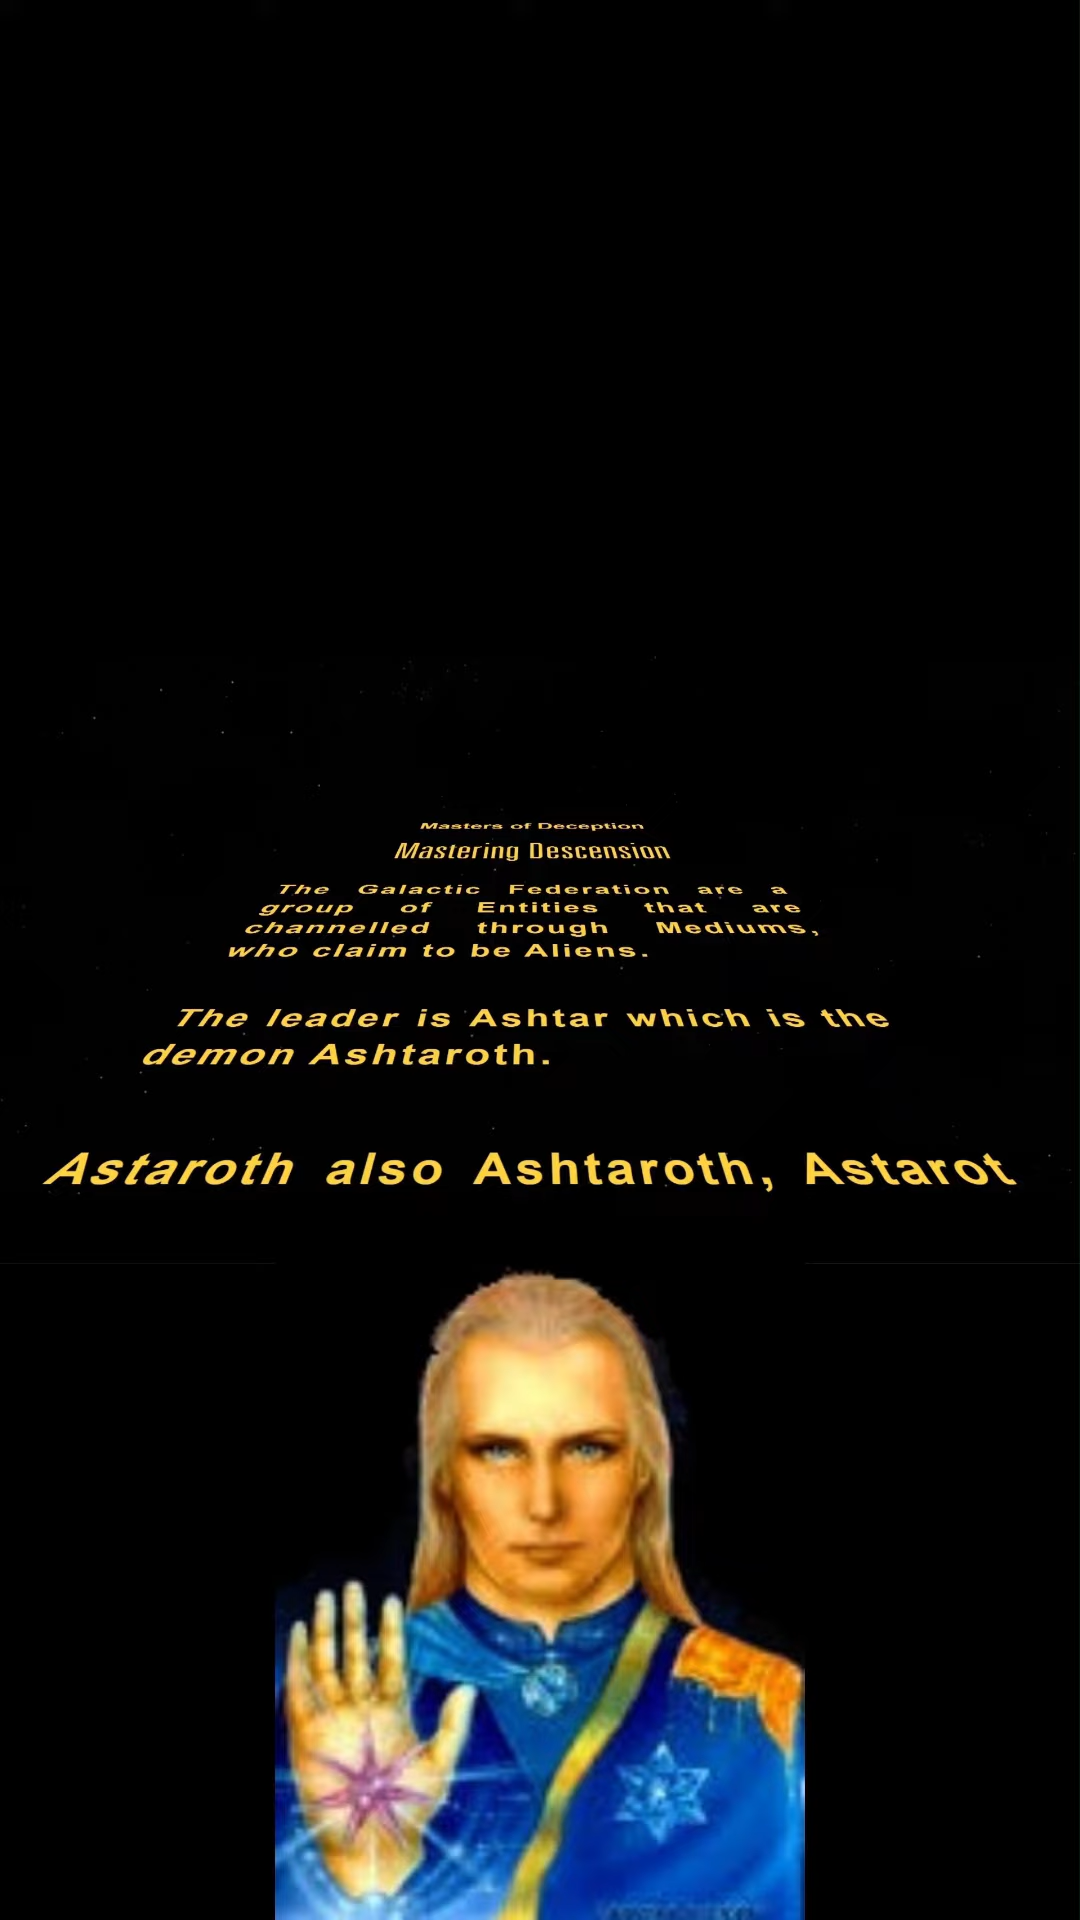 Masters of Deception
Mastering Descension
The Galactic Federation are a
group of Entities that are
channelled through Mediums,
who claim to be Aliens.
The leader is Ashtar which is the
demon Ashtaroth.
Astaroth also Ashtaroth, Astarot